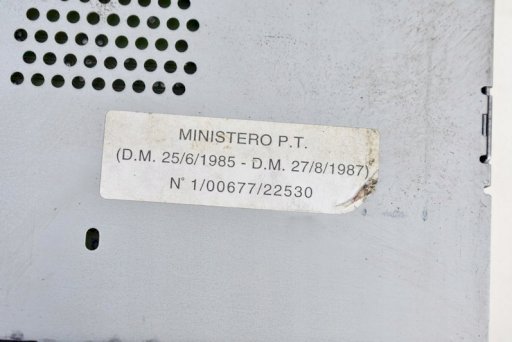 MINISTERO P.T.
(D.M. 25/6/1985 - D.M. 27/8/1987)
N° 1/00677/22530